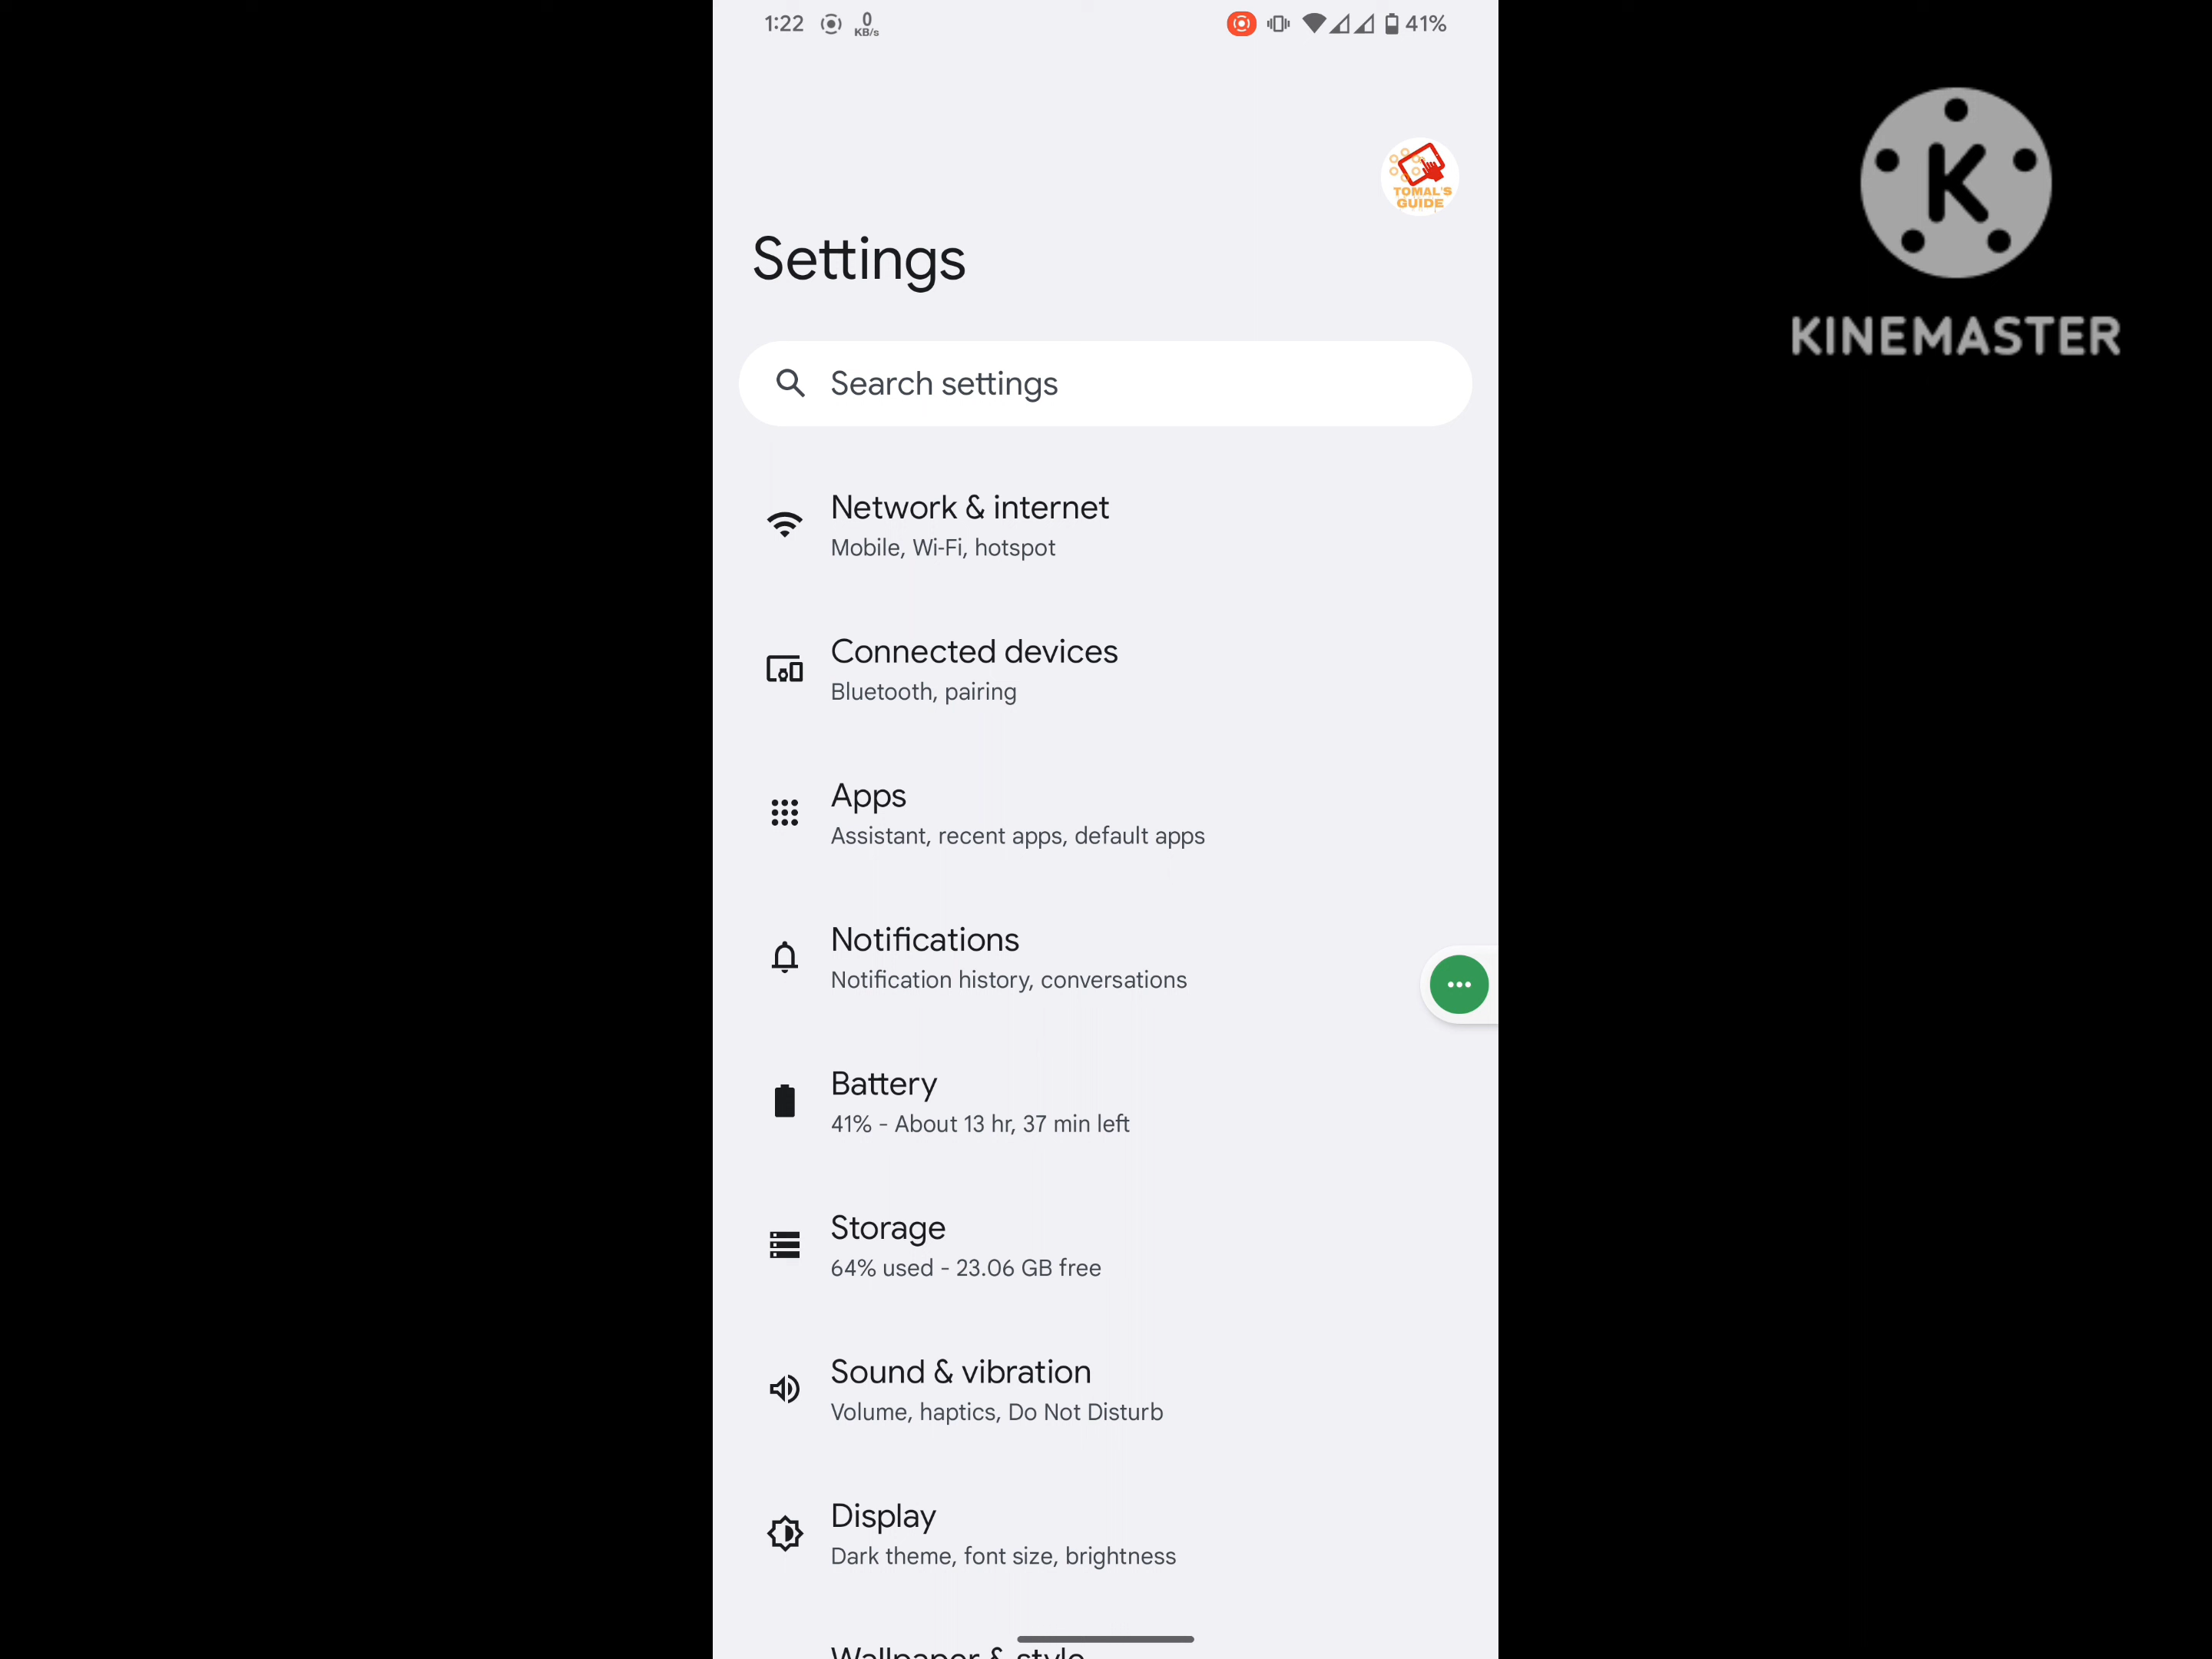 1:22 0 KB/s 41%
TOMAL'S
GUIDE
K
KINEMASTER
Settings
Search settings
Network & internet
Mobile, Wi-Fi, hotspot
Connected devices
Bluetooth, pairing
Apps
Assistant, recent apps, default apps
Notifications
Notification history, conversations
Battery
41% - About 13 hr, 37 min left
Storage
64% used - 23.06 GB free
Sound & vibration
Volume, haptics, Do Not Disturb
Display
Dark theme, font size, brightness
Wallpaper & style